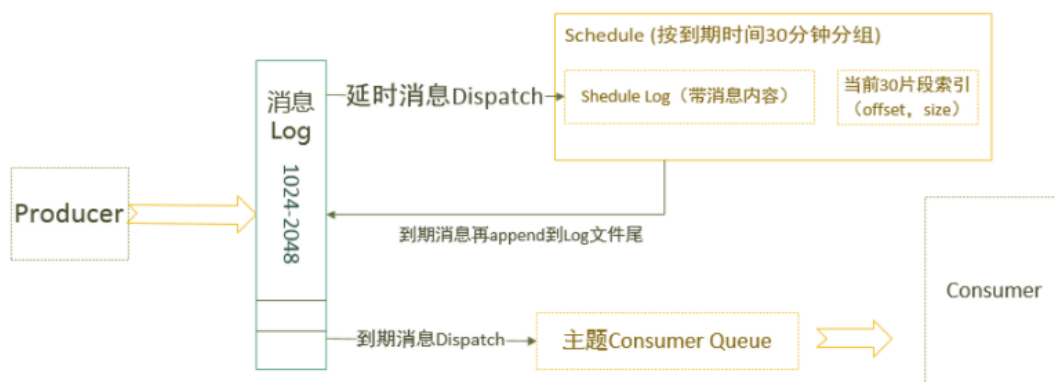 Schedule (按到期时间30分钟分组)
消息
Log
1024-2048
延时消息Dispatch
Shedule Log（带消息内容）
当前30片段索引
（offset，size）
Producer
到期消息再append到Log文件尾
Consumer
到期消息Dispatch
主题Consumer Queue